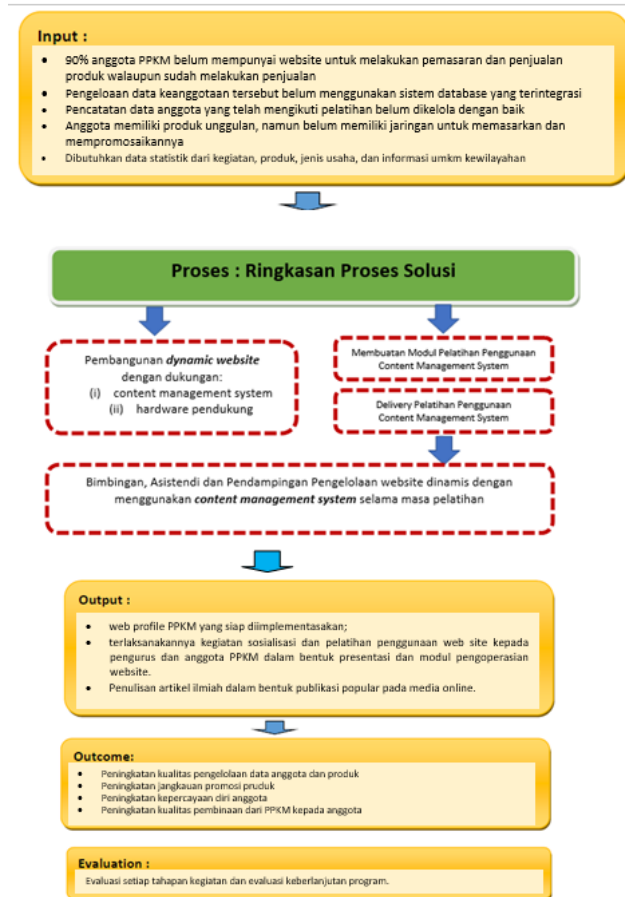 Input :
• 90% anggota PPKM belum mempunyai website untuk melakukan pemasaran dan penjualan
produk walaupun sudah melakukan penjualan
• Pengeloaan data keanggotaan tersebut belum menggunakan sistem database yang terintegrasi
• Pencatatan data anggota yang telah mengikuti pelatihan belum dikelola dengan baik
• Anggota memiliki produk unggulan, namun belum memiliki jaringan untuk memasarkan dan
mempromosaikannya
• Dibutuhkan data statistik dari kegiatan, produk, jenis usaha, dan informasi umkm kewilayahan
Proses : Ringkasan Proses Solusi
Pembangunan dynamic website
dengan dukungan:
(i) content management system
(ii) hardware pendukung
Membuatan Modul Pelatihan Penggunaan
Content Management System
Delivery Pelatihan Penggunaan
Content Management System
Bimbingan, Asistendi dan Pendampingan Pengelolaan website dinamis dengan
menggunakan content management system selama masa pelatihan
Output :
• web profile PPKM yang siap diimplementasakan;
• terlaksanakannya kegiatan sosialisasi dan pelatihan penggunaan web site kepada
pengurus dan anggota PPKM dalam bentuk presentasi dan modul pengoperasian
website.
• Penulisan artikel ilmiah dalam bentuk publikasi popular pada media online.
Outcome:
• Peningkatan kualitas pengelolaan data anggota dan produk
• Peningkatan jangkauan promosi pruduk
• Peningkatan kepercayaan diri anggota
• Peningkatan kualitas pembinaan dari PPKM kepada anggota
Evaluation :
Evaluasi setiap tahapan kegiatan dan evaluasi keberlanjutan program.